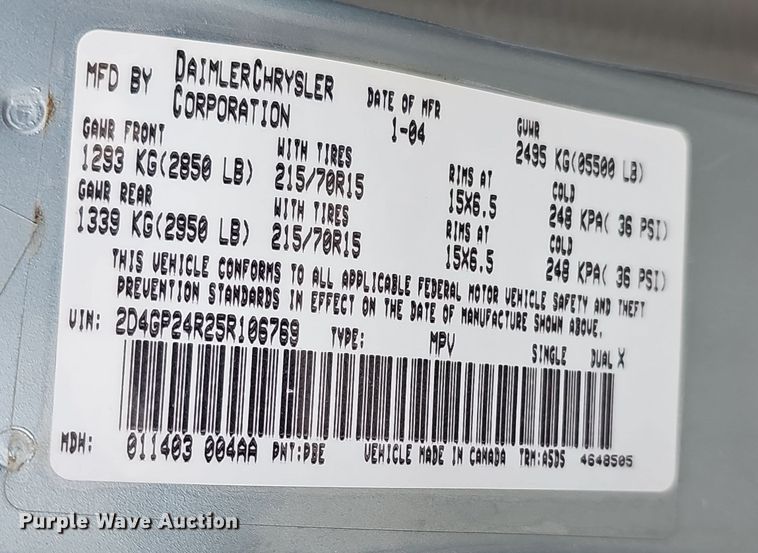 MFD BY DAIMLERCHRYSLER CORPORATION DATE OF MFR 1-04 GVWR 2495 KG(05500 LB)
GAWR FRONT WITH TIRES RIMS AT COLD
1293 KG(2850 LB) 215/70R15 15X6.5 248 KPA( 36 PSI)
GAWR REAR WITH TIRES RIMS AT COLD
1339 KG(2950 LB) 215/70R15 15X6.5 248 KPA( 36 PSI)
THIS VEHICLE CONFORMS TO ALL APPLICABLE FEDERAL MOTOR VEHICLE SAFETY AND THEFT
PREVENTION STANDARDS IN EFFECT ON THE DATE OF MANUFACTURE SHOWN ABOVE.
VIN: 2D4GP24R25R106769 TYPE: MPV SINGLE DUAL X
MDH: 011403 004AA PNT:PBE VEHICLE MADE IN CANADA TRM:A5D5 4648505
Purple Wave Auction